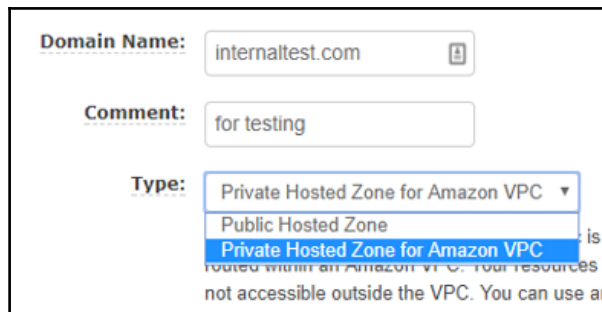 Domain Name: internaltest.com
Comment: for testing
Type: Private Hosted Zone for Amazon VPC
Public Hosted Zone
is
Private Hosted Zone for Amazon VPC
routed within an Amazon VPC. Your resources
not accessible outside the VPC. You can use